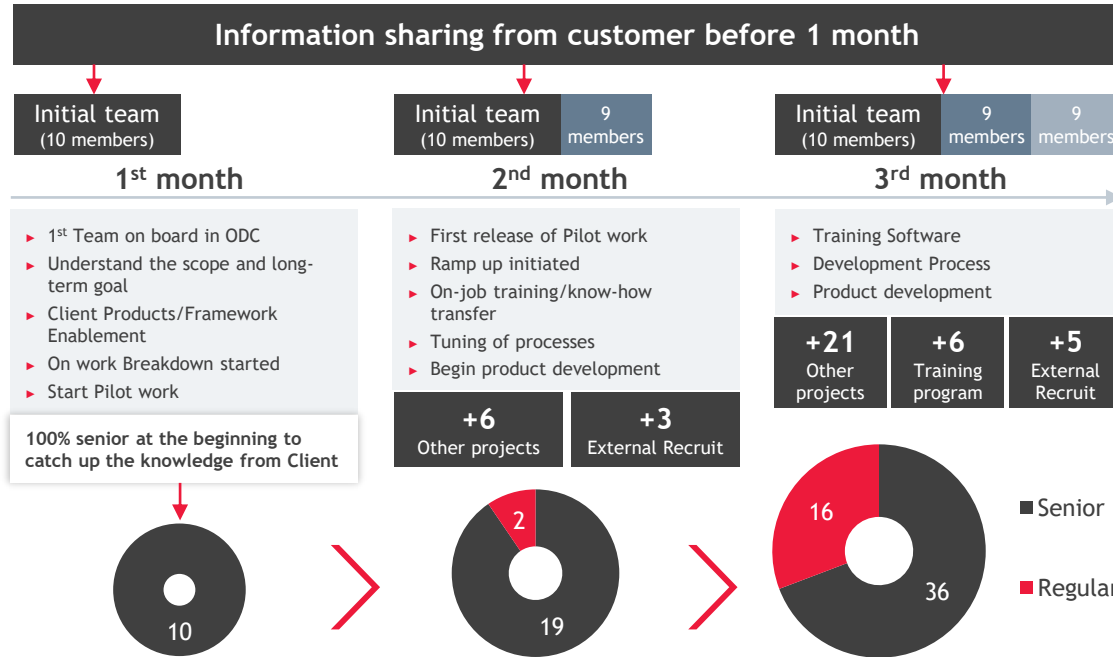 Information sharing from customer before 1 month
Initial team
(10 members)
Initial team
(10 members)
9
members
Initial team
(10 members)
9
members
9
members
1st month
2nd month
3rd month
► 1st Team on board in ODC
► Understand the scope and long-
term goal
► Client Products/Framework
Enablement
► On work Breakdown started
► Start Pilot work
100% senior at the beginning to
catch up the knowledge from Client
10
► First release of Pilot work
► Ramp up initiated
► On-job training/know-how
transfer
► Tuning of processes
► Begin product development
+6
Other projects
+3
External Recruit
2
19
► Training Software
► Development Process
► Product development
+21
Other
projects
+6
Training
program
+5
External
Recruit
16
36
Senior
Regular